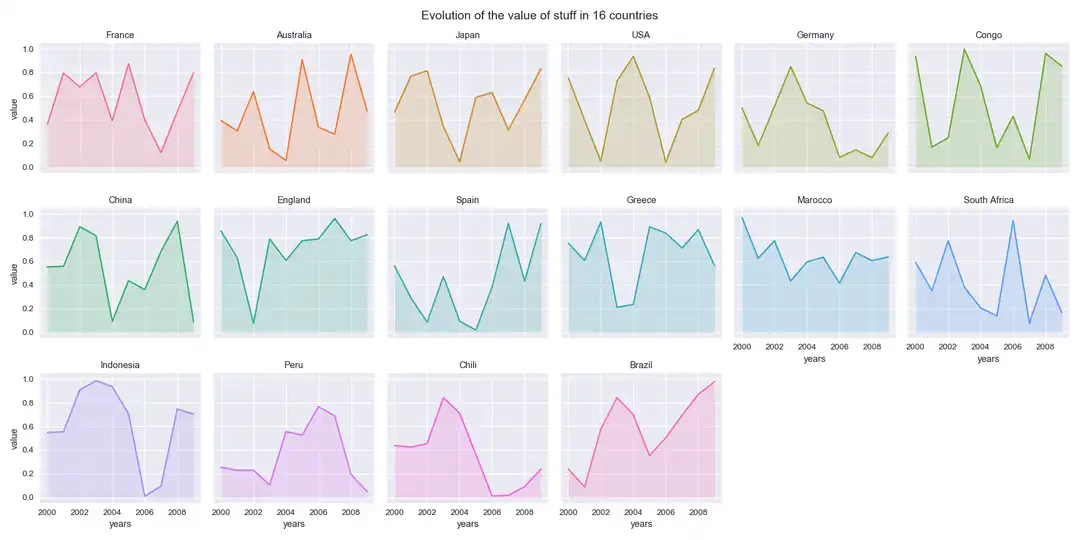 Evolution of the value of stuff in 16 countries
France Australia Japan USA Germany Congo
1.0
0.8
0.6
0.4
0.2
0.0
value
China England Spain Greece Marocco South Africa
1.0
0.8
0.6
0.4
0.2
0.0
value
2000 2002 2004 2006 2008 2000 2002 2004 2006 2008
years years
Indonesia Peru Chili Brazil
1.0
0.8
0.6
0.4
0.2
0.0
value
2000 2002 2004 2006 2008 2000 2002 2004 2006 2008 2000 2002 2004 2006 2008 2000 2002 2004 2006 2008
years years years years